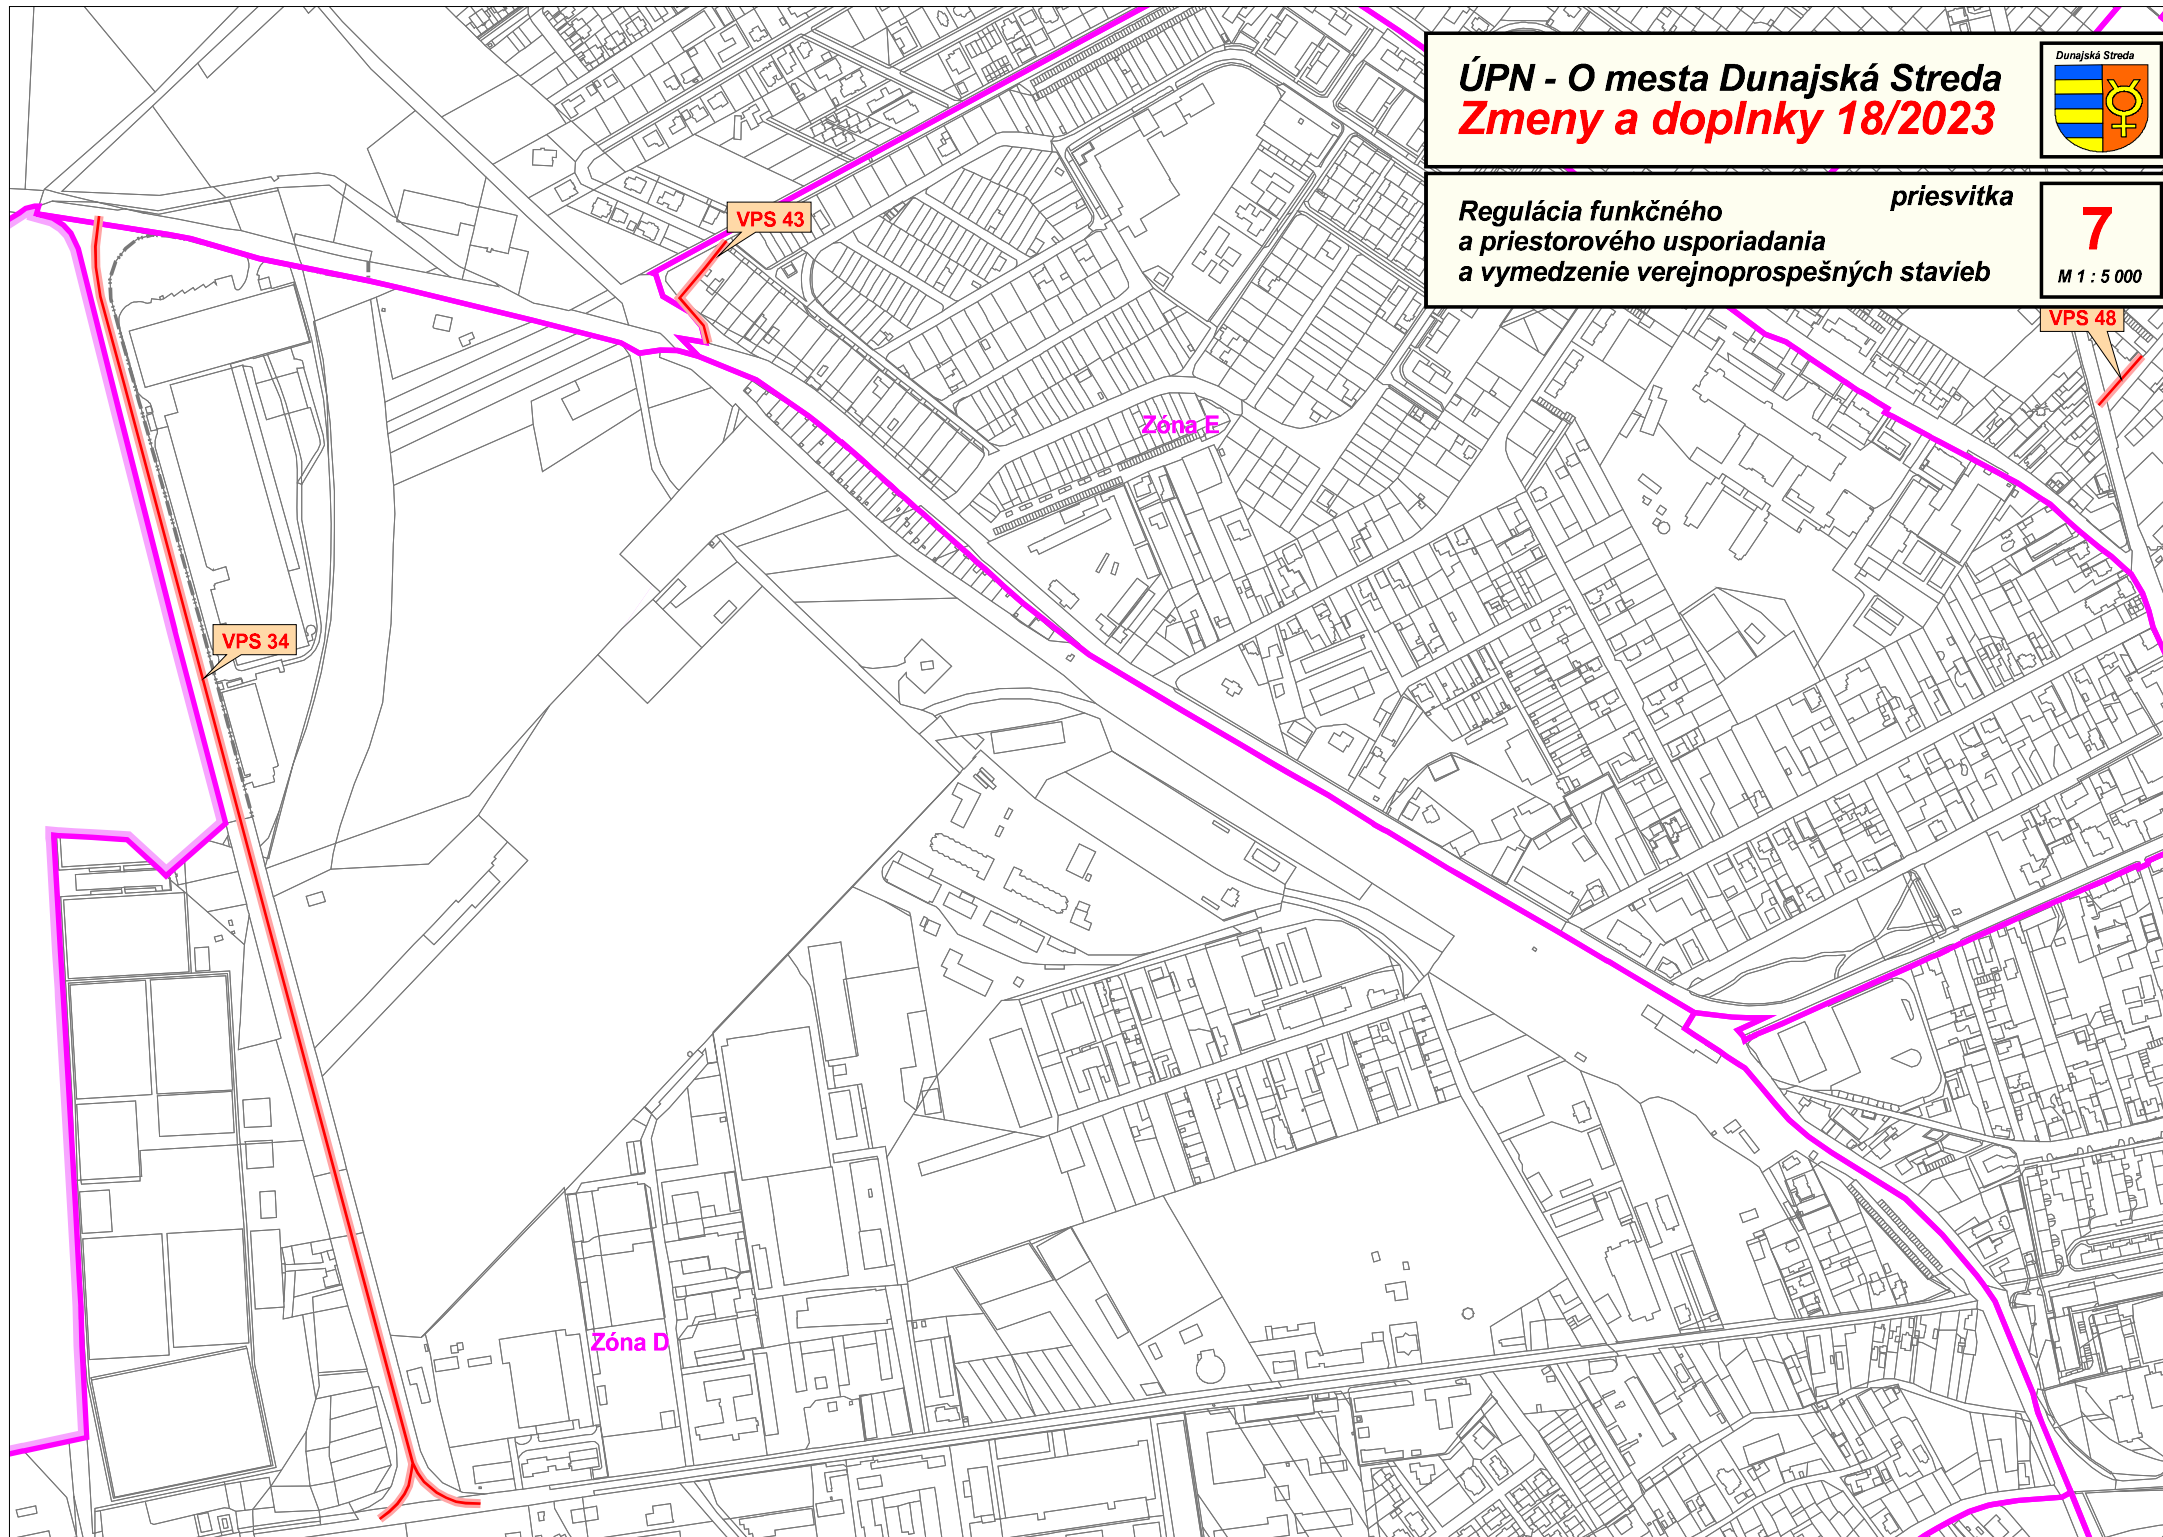 ÚPN - O mesta Dunajská Streda
Zmeny a doplnky 18/2023
Dunajská Streda
priesvitka
Regulácia funkčného
a priestorového usporiadania
a vymedzenie verejnoprospešných stavieb
7
M 1 : 5 000
VPS 43
VPS 48
Zóna E
VPS 34
Zóna D